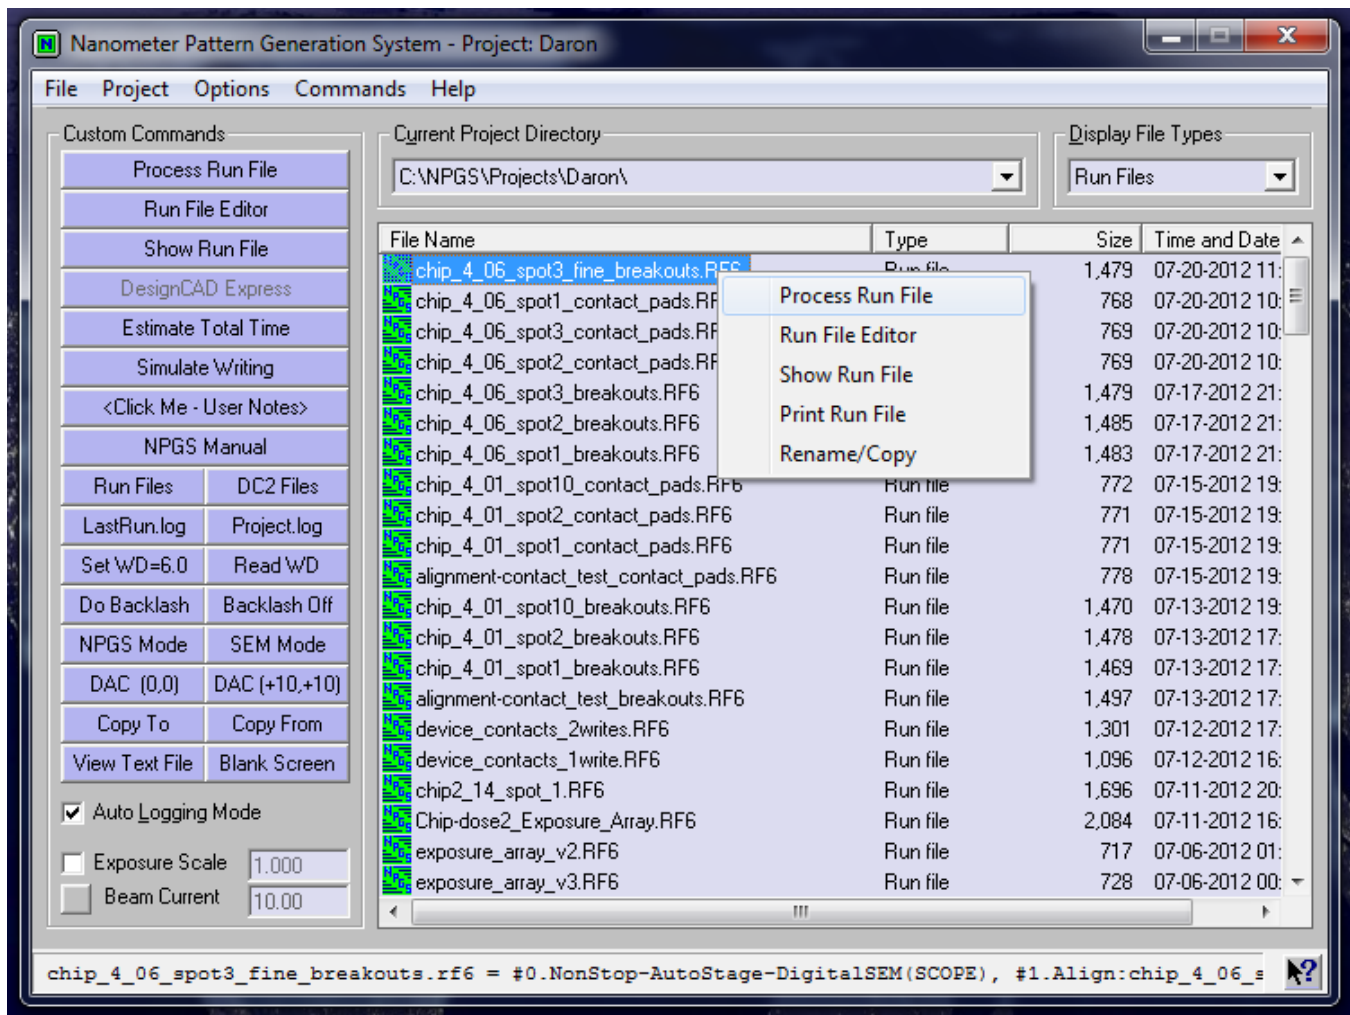 Nanometer Pattern Generation System - Project: Daron
File Project Options Commands Help
Custom Commands
Process Run File
Run File Editor
Show Run File
DesignCAD Express
Estimate Total Time
Simulate Writing
<Click Me - User Notes>
NPGS Manual
Run Files DC2 Files
LastRun.log Project.log
Set WD=6.0 Read WD
Do Backlash Backlash Off
NPGS Mode SEM Mode
DAC (0,0) DAC (+10,+10)
Copy To Copy From
View Text File Blank Screen
Auto Logging Mode
Exposure Scale 1.000
Beam Current 10.00
Current Project Directory
C:\NPGS\Projects\Daron\
Display File Types
Run Files
File Name Type Size Time and Date
chip_4_06_spot3_fine_breakouts.RF6 Run file 1,479 07-20-2012 11:
chip_4_06_spot1_contact_pads.RF 768 07-20-2012 10:
chip_4_06_spot3_contact_pads.RF 769 07-20-2012 10:
chip_4_06_spot2_contact_pads.RF 769 07-20-2012 10:
chip_4_06_spot3_breakouts.RF6 1,479 07-17-2012 21:
chip_4_06_spot2_breakouts.RF6 1,485 07-17-2012 21:
chip_4_06_spot1_breakouts.RF6 1,483 07-17-2012 21:
chip_4_01_spot10_contact_pads.RF6 Run file 772 07-15-2012 19:
chip_4_01_spot2_contact_pads.RF6 Run file 771 07-15-2012 19:
chip_4_01_spot1_contact_pads.RF6 Run file 771 07-15-2012 19:
alignment-contact_test_contact_pads.RF6 Run file 778 07-15-2012 19:
chip_4_01_spot10_breakouts.RF6 Run file 1,470 07-13-2012 19:
chip_4_01_spot2_breakouts.RF6 Run file 1,478 07-13-2012 17:
chip_4_01_spot1_breakouts.RF6 Run file 1,469 07-13-2012 17:
alignment-contact_test_breakouts.RF6 Run file 1,497 07-13-2012 17:
device_contacts_2writes.RF6 Run file 1,301 07-12-2012 17:
device_contacts_1write.RF6 Run file 1,096 07-12-2012 16:
chip2_14_spot_1.RF6 Run file 1,696 07-11-2012 20:
Chip-dose2_Exposure_Array.RF6 Run file 2,084 07-11-2012 16:
exposure_array_v2.RF6 Run file 717 07-06-2012 01:
exposure_array_v3.RF6 Run file 728 07-06-2012 00:
Process Run File
Run File Editor
Show Run File
Print Run File
Rename/Copy
chip_4_06_spot3_fine_breakouts.rf6 = #0.NonStop-AutoStage-DigitalSEM(SCOPE), #1.Align:chip_4_06_s